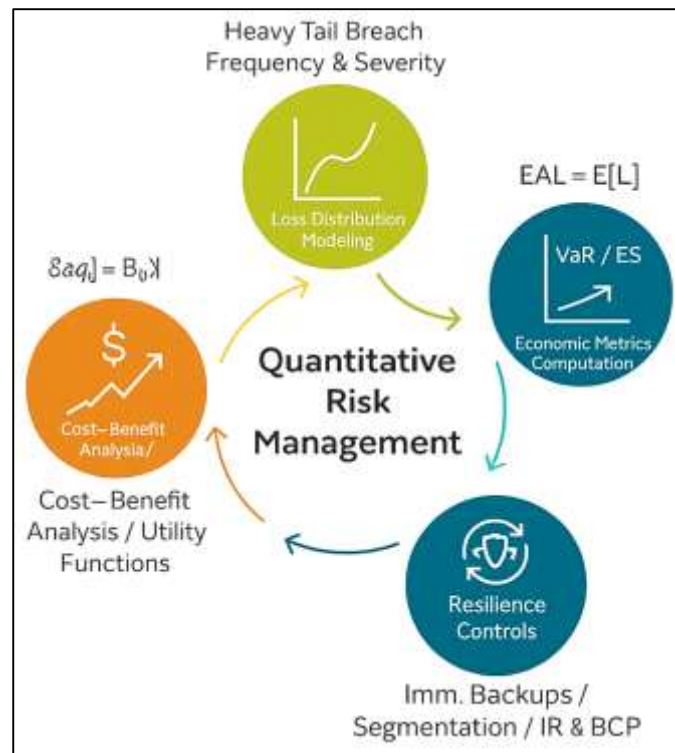 Heavy Tail Breach
Frequency & Severity
Loss Distribution
Modeling
EAL = E[L]
VaR / ES
Economic Metrics
Computation
$
Cost–Benefit
Analysis/
Cost–Benefit
Analysis / Utility
Functions
Quantitative
Risk
Management
Resilience
Controls
Imm. Backups /
Segmentation / IR & BCP